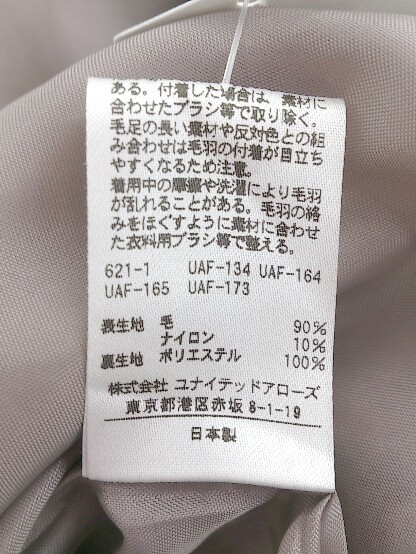 ある。付着した場合は、素材に
合わせたブラシ等で取り除く。
毛足の長い素材や反対色との組
み合わせは毛羽の付着が目立ち
やすくなるため注意。
着用中の摩擦や洗濯により毛羽
が乱れることがある。毛羽の絡
みをほぐすように素材に合わせ
た衣料用ブラシ等で整える。
621-1 UAF-134 UAF-164
UAF-165 UAF-173
表生地 毛 90%
ナイロン 10%
裏生地 ポリエステル 100%
株式会社 ユナイテッドアローズ
東京都港区赤坂 8-1-19
日本製